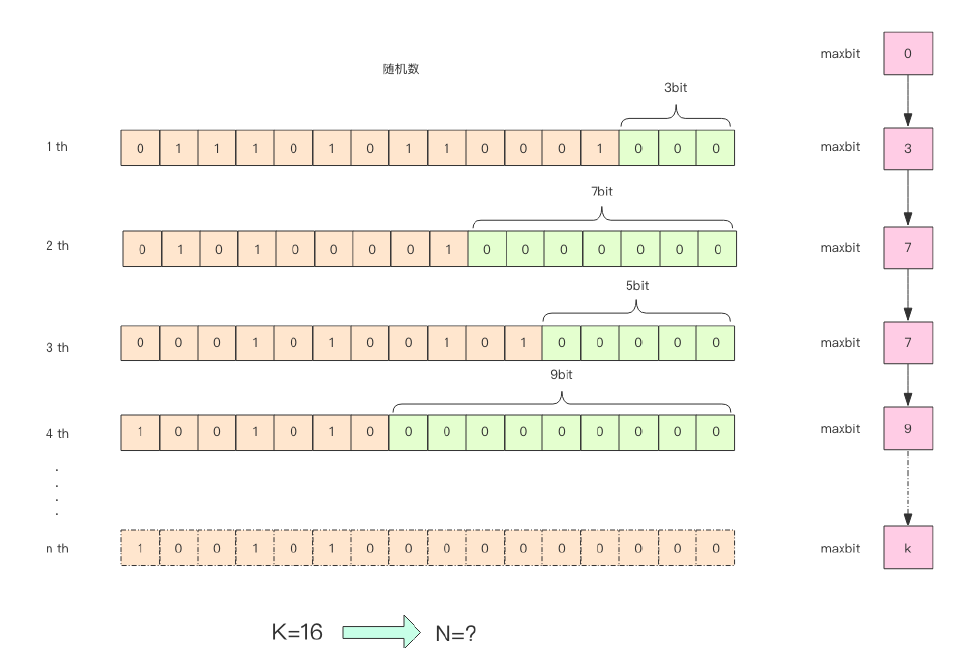 maxbit 0
随机数
3bit
1 th 0 1 1 1 0 1 0 1 1 0 0 0 1 0 0 0 maxbit 3
7bit
2 th 0 1 0 1 0 0 0 0 1 0 0 0 0 0 0 0 maxbit 7
5bit
3 th 0 0 0 1 0 1 0 0 1 0 1 0 0 0 0 0 maxbit 7
9bit
4 th 1 0 0 1 0 1 0 0 0 0 0 0 0 0 0 0 maxbit 9
n th 1 0 0 1 0 1 0 0 0 0 0 0 0 0 0 0 maxbit k
K=16 N=?